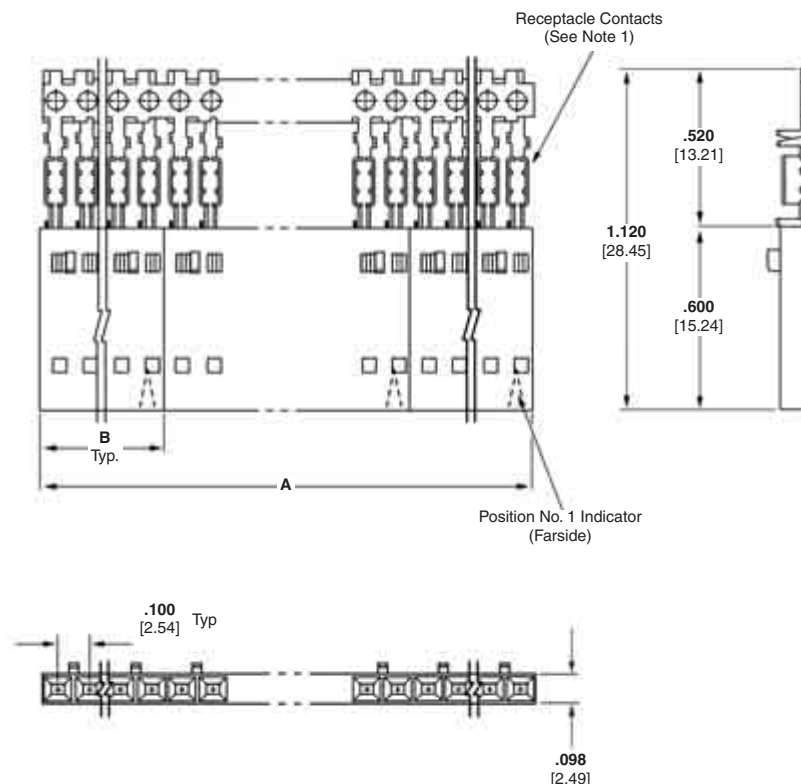 Receptacle Contacts
(See Note 1)
.520
[13.21]
1.120
[28.45]
.600
[15.24]
B
Typ.
A
Position No. 1 Indicator
(Farside)
.100
[2.54]
Typ
.098
[2.49]